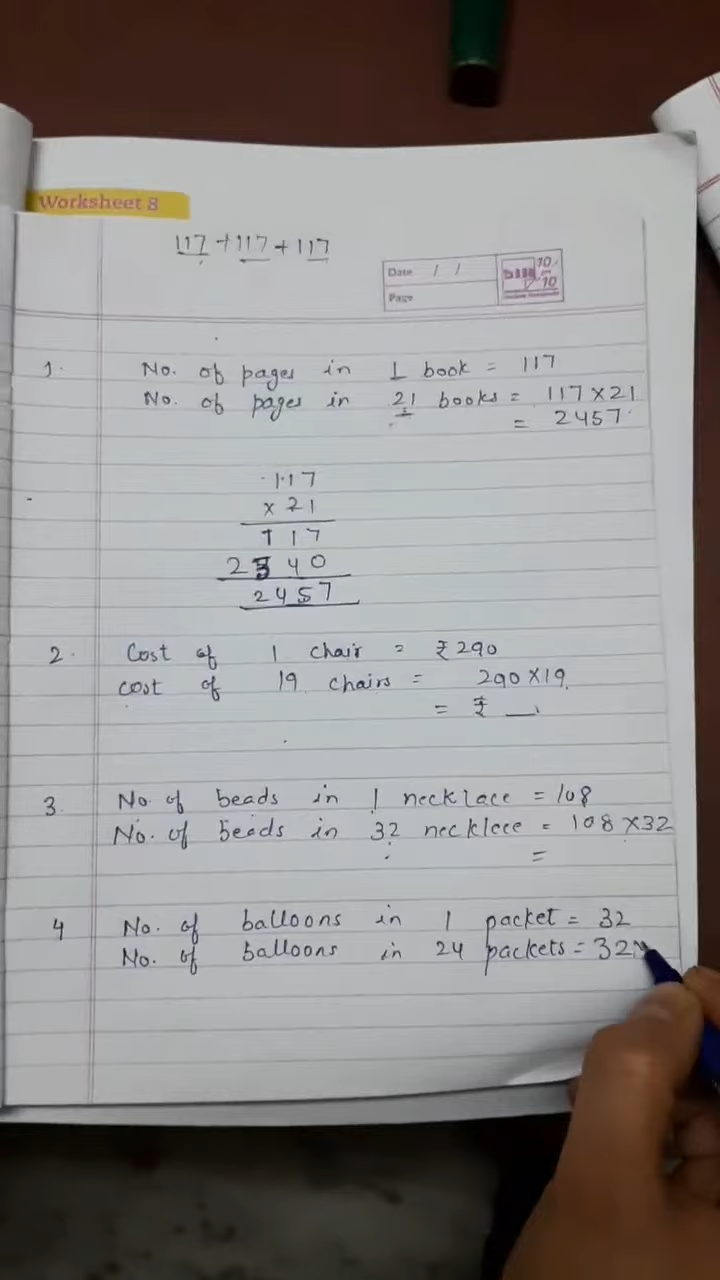 Worksheet 8
117 + 117 + 117
Date / /
Page
10
on
10
1. No. of pages in 1 book = 117
No. of pages in 21 books = 117 × 21
= 2457
117
× 21
117
2340
2457
2. Cost of 1 chair = ₹ 290
cost of 19 chairs = 290 × 19
= ₹ __
3. No. of beads in 1 necklace = 108
No. of beads in 32 necklece = 108 × 32
=
4 No. of balloons in 1 packet = 32
No. of balloons in 24 packets = 32×